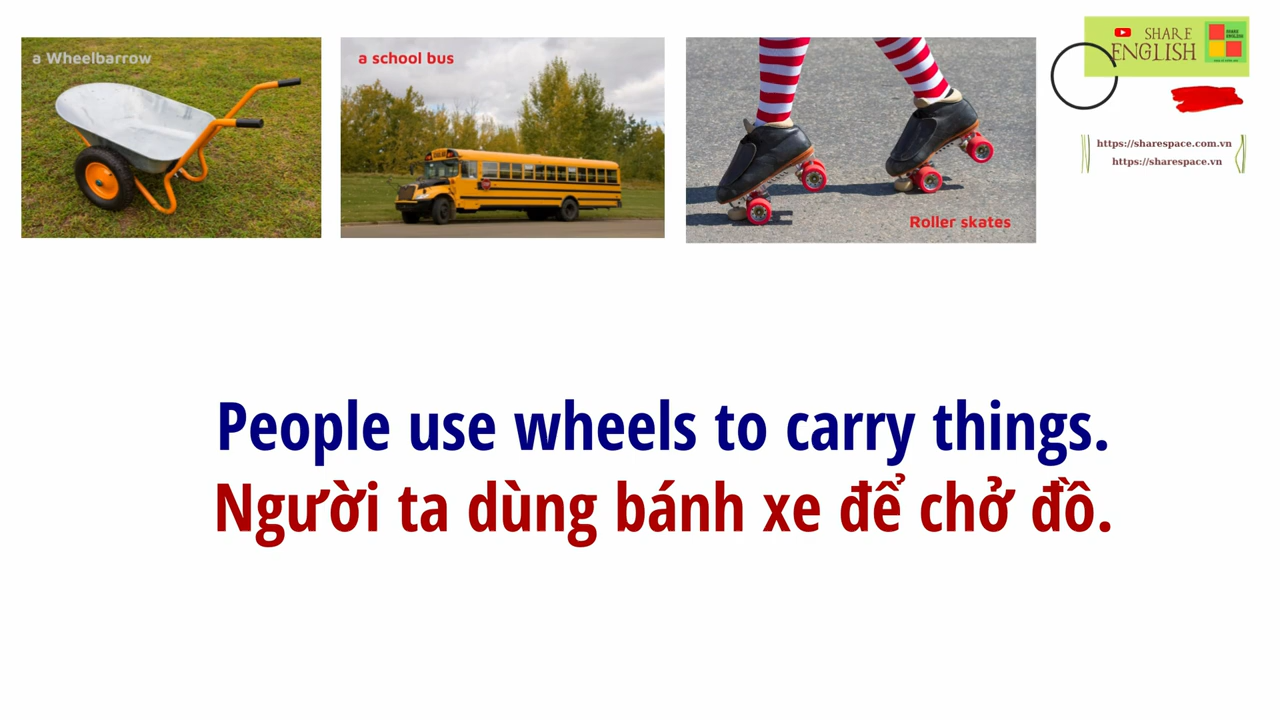 a Wheelbarrow
a school bus
Roller skates
SHARE
ENGLISH
https://sharespace.com.vn
https://sharespace.vn
People use wheels to carry things.
Người ta dùng bánh xe để chở đồ.